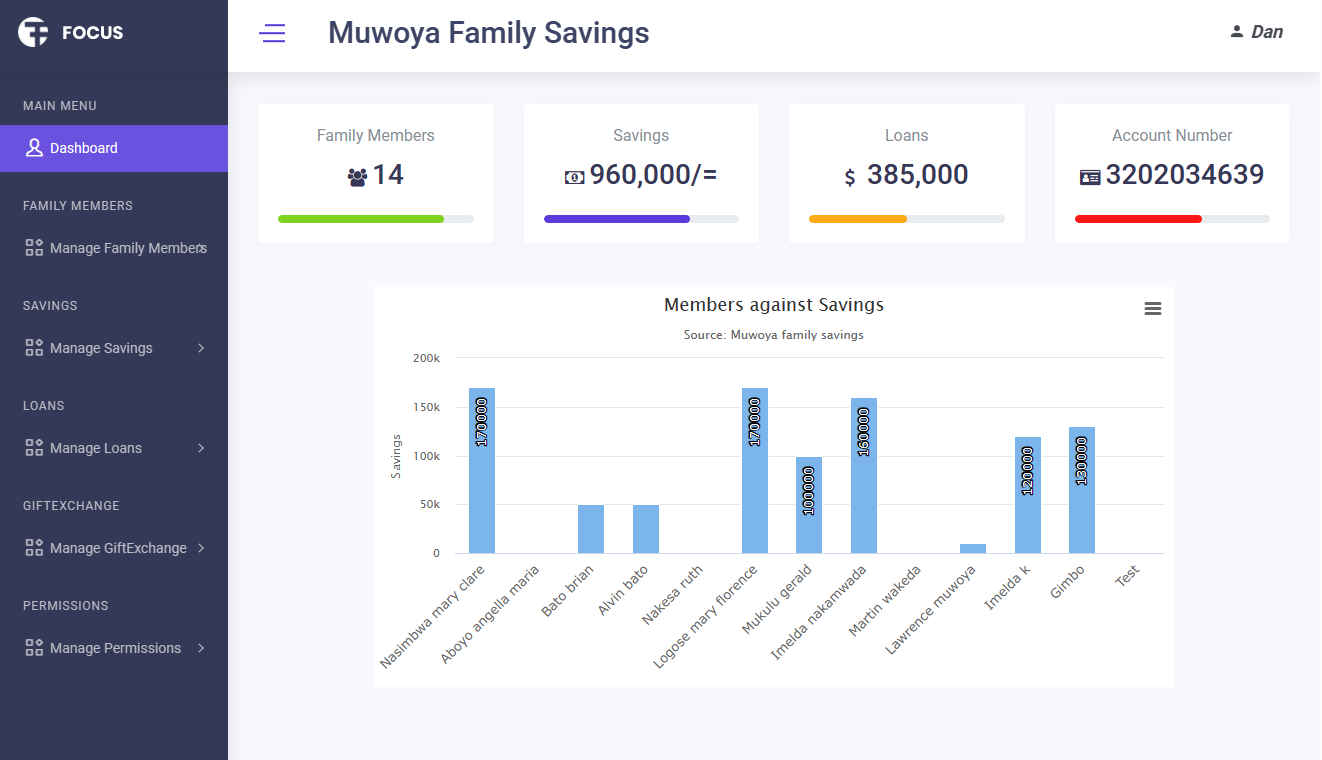 FOCUS
Muwoya Family Savings
Dan
MAIN MENU
Dashboard
FAMILY MEMBERS
Manage Family Members
SAVINGS
Manage Savings
LOANS
Manage Loans
GIFTEXCHANGE
Manage GiftExchange
PERMISSIONS
Manage Permissions
Family Members
14
Savings
960,000/=
Loans
$ 385,000
Account Number
3202034639
Members against Savings
Source: Muwoya family savings
Savings
200k
150k
100k
50k
0
170000
170000
100000
160000
120000
130000
Nasimbwa mary clare
Aboyo angella maria
Bato brian
Alvin bato
Nakesa ruth
Logose mary florence
Mukulu gerald
Imelda nakamwada
Martin wakeda
Lawrence muwoya
Imelda k
Gimbo
Test